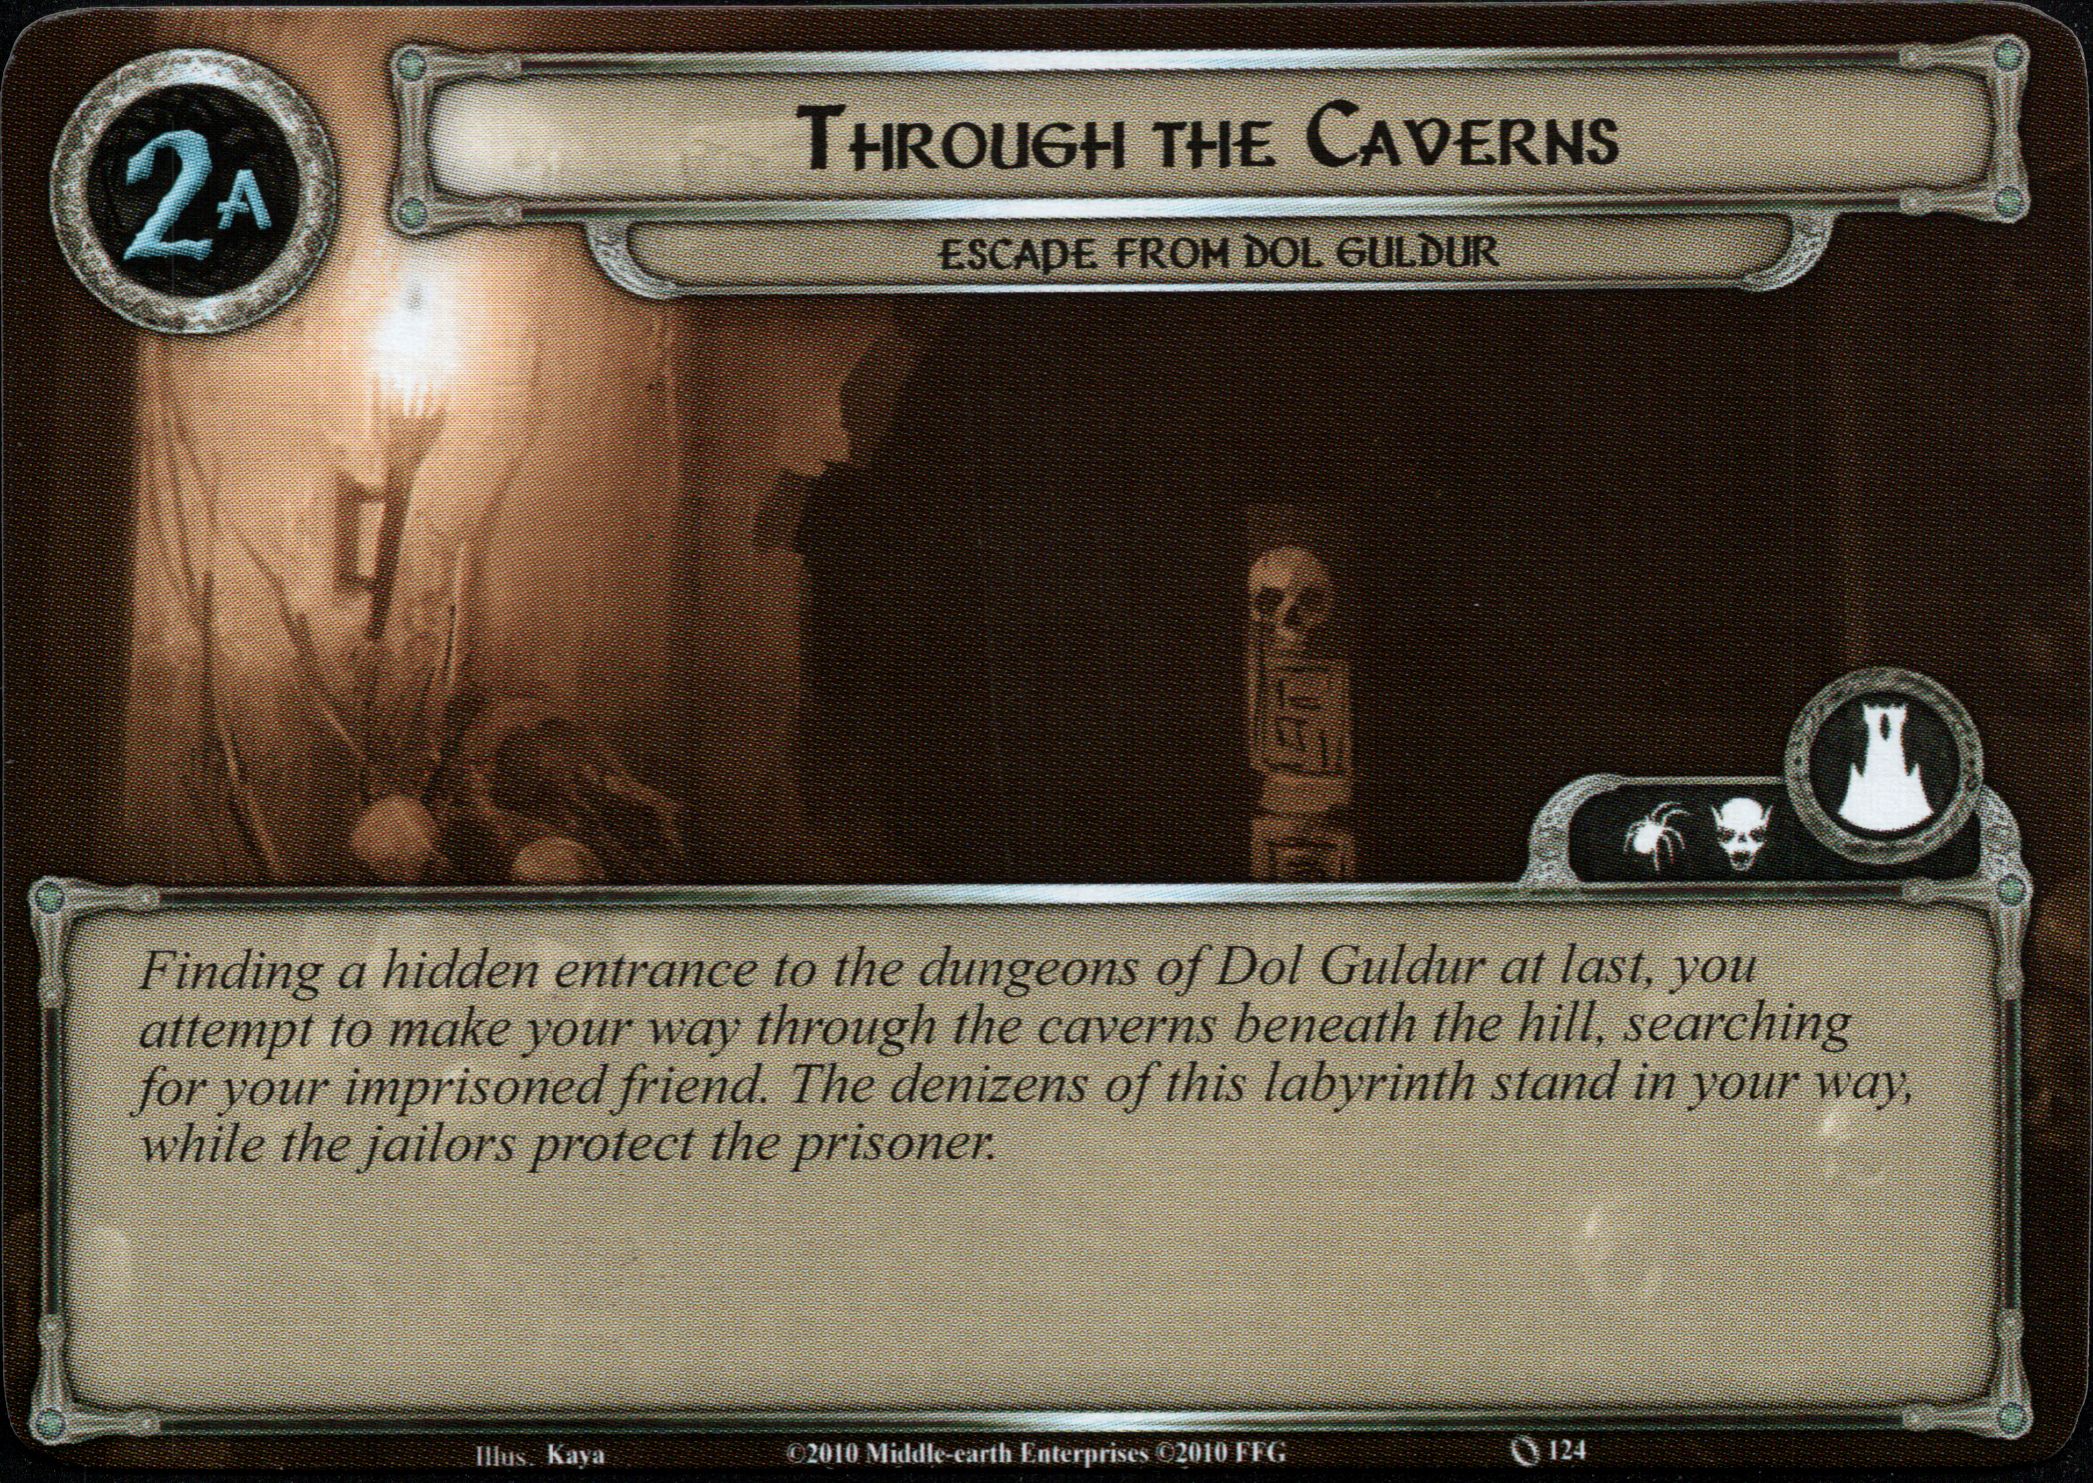 2A
THROUGH THE CAVERNS
ESCAPE FROM DOL GULDUR
Finding a hidden entrance to the dungeons of Dol Guldur at last, you
attempt to make your way through the caverns beneath the hill, searching
for your imprisoned friend. The denizens of this labyrinth stand in your way,
while the jailors protect the prisoner.
Illus. Kaya ©2010 Middle-earth Enterprises ©2010 FFG 124